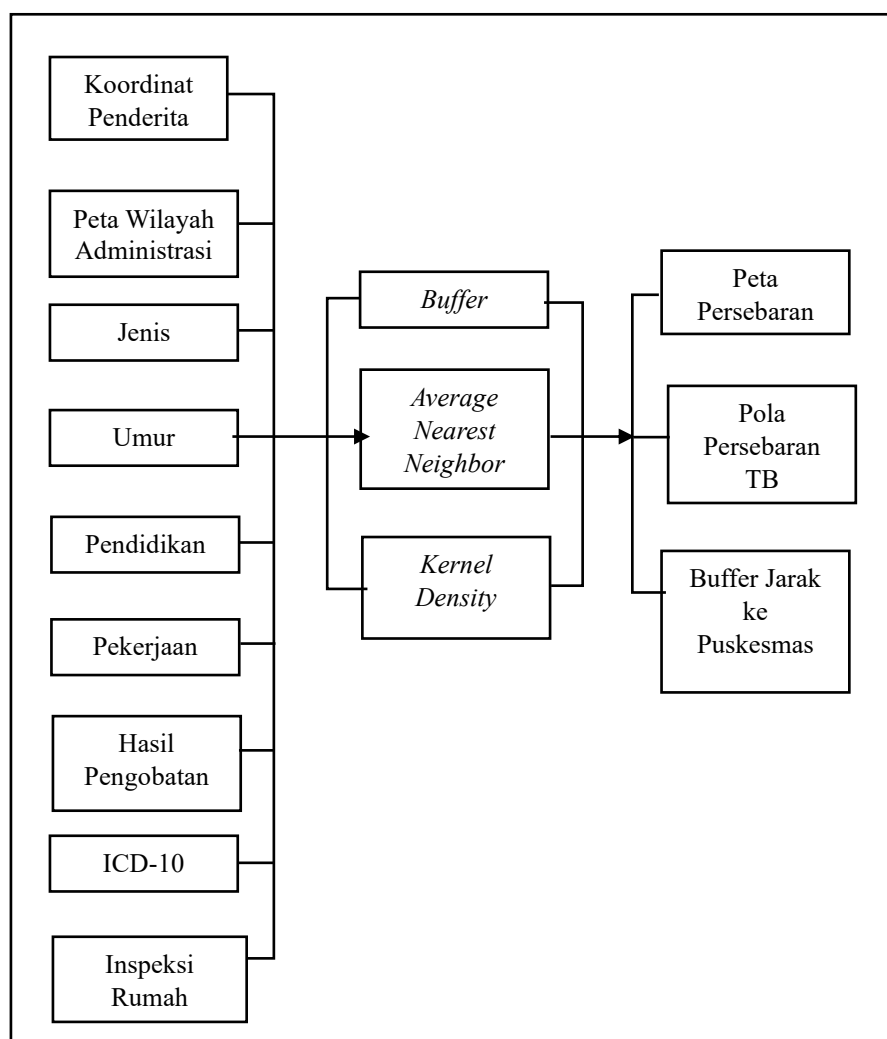 Koordinat
Penderita
Peta Wilayah
Administrasi
Jenis
Umur
Pendidikan
Pekerjaan
Hasil
Pengobatan
ICD-10
Inspeksi
Rumah
Buffer
Average
Nearest
Neighbor
Kernel
Density
Peta
Persebaran
Pola
Persebaran
TB
Buffer Jarak
ke
Puskesmas